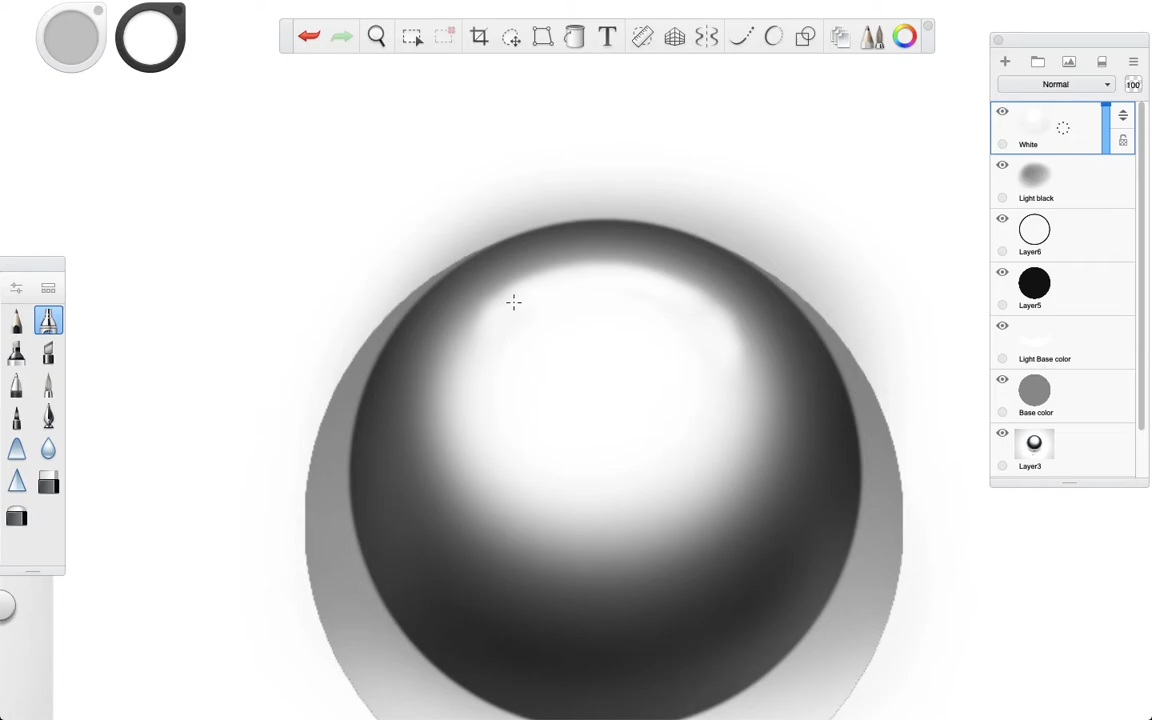 T
Normal
100
White
Light black
Layer6
Layer5
Light Base color
Base color
Layer3